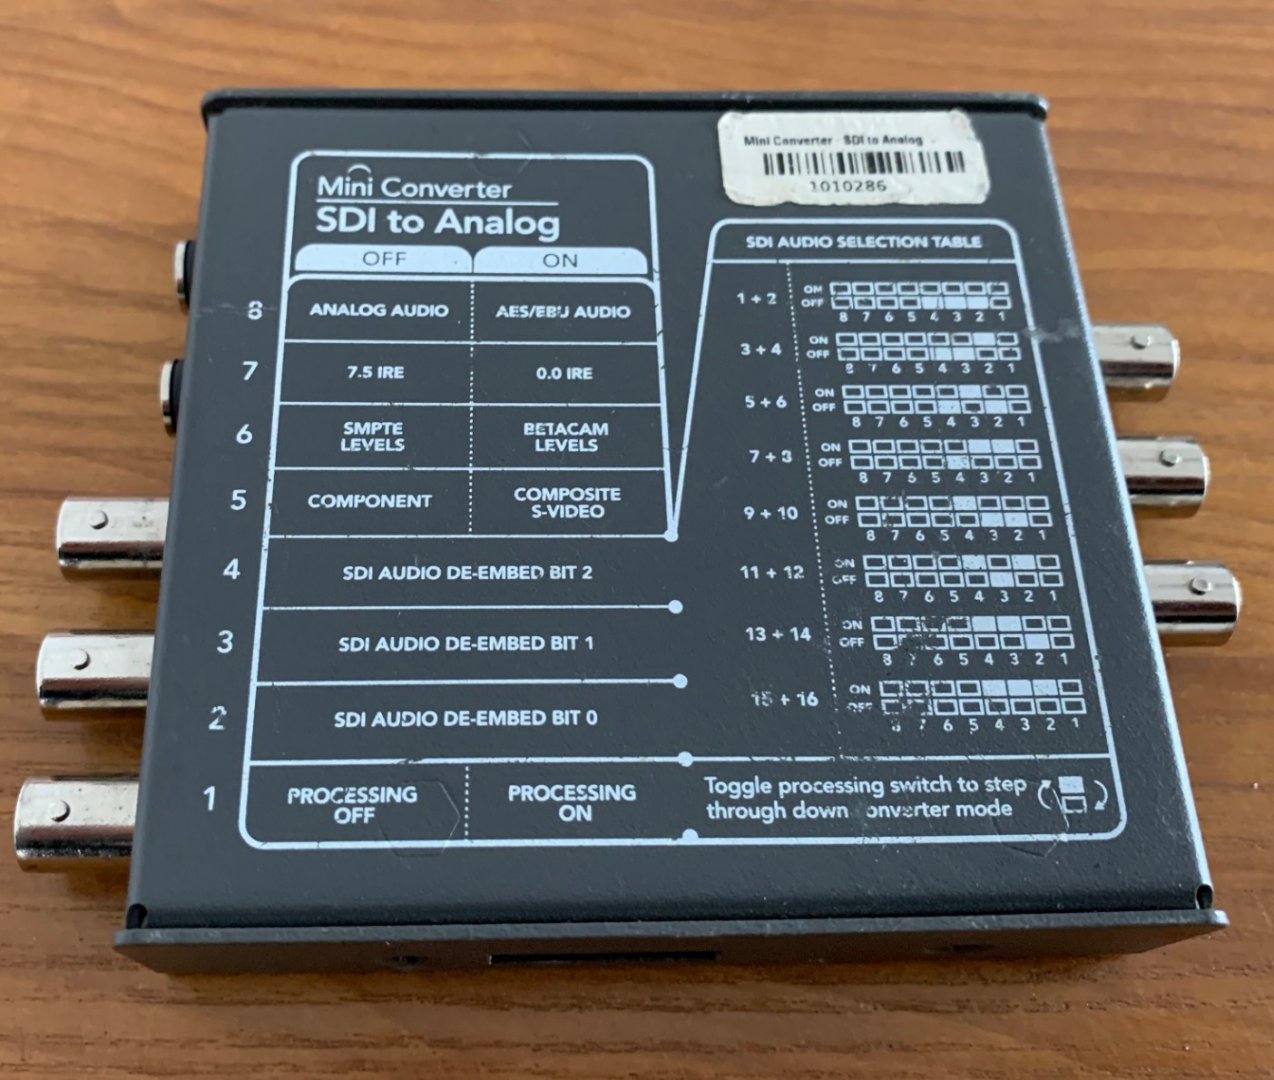 Mini Converter - SDI to Analog
1010286
Mini Converter
SDI to Analog
OFF ON
8 ANALOG AUDIO AES/EBU AUDIO
7 7.5 IRE 0.0 IRE
6 SMPTE LEVELS BETACAM LEVELS
5 COMPONENT COMPOSITE S-VIDEO
4 SDI AUDIO DE-EMBED BIT 2
3 SDI AUDIO DE-EMBED BIT 1
2 SDI AUDIO DE-EMBED BIT 0
1 PROCESSING OFF PROCESSING ON
SDI AUDIO SELECTION TABLE
1 + 2 ON
OFF
8 7 6 5 4 3 2 1
3 + 4 ON
OFF
8 7 6 5 4 3 2 1
5 + 6 ON
OFF
8 7 6 5 4 3 2 1
7 + 8 ON
OFF
8 7 6 5 4 3 2 1
9 + 10 ON
OFF
8 7 6 5 4 3 2 1
11 + 12 ON
OFF
8 7 6 5 4 3 2 1
13 + 14 ON
OFF
8 7 6 5 4 3 2 1
15 + 16 ON
OFF
8 7 6 5 4 3 2 1
Toggle processing switch to step
through down converter mode